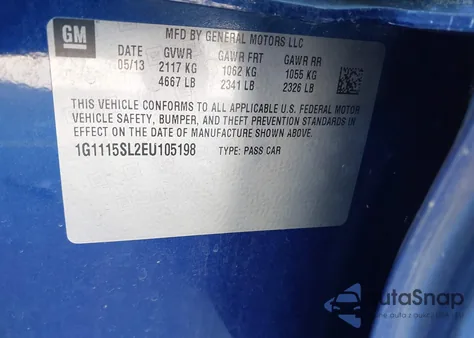 GM
MFD BY GENERAL MOTORS LLC
DATE GVWR GAWR FRT GAWR RR
05/13 2117 KG 1062 KG 1055 KG
4667 LB 2341 LB 2326 LB
THIS VEHICLE CONFORMS TO ALL APPLICABLE U.S. FEDERAL MOTOR
VEHICLE SAFETY, BUMPER, AND THEFT PREVENTION STANDARDS IN
EFFECT ON THE DATE OF MANUFACTURE SHOWN ABOVE.
1G1115SL2EU105198 TYPE: PASS CAR
AutoSnap